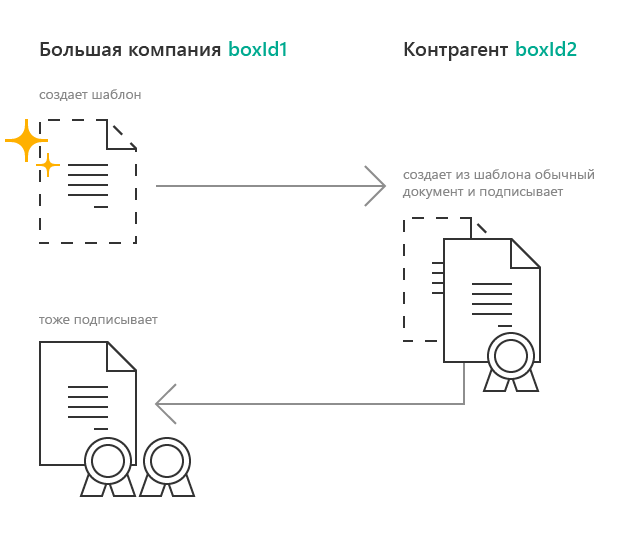 Большая компания boxId1
Контрагент boxId2
создает шаблон
создает из шаблона обычный
документ и подписывает
тоже подписывает